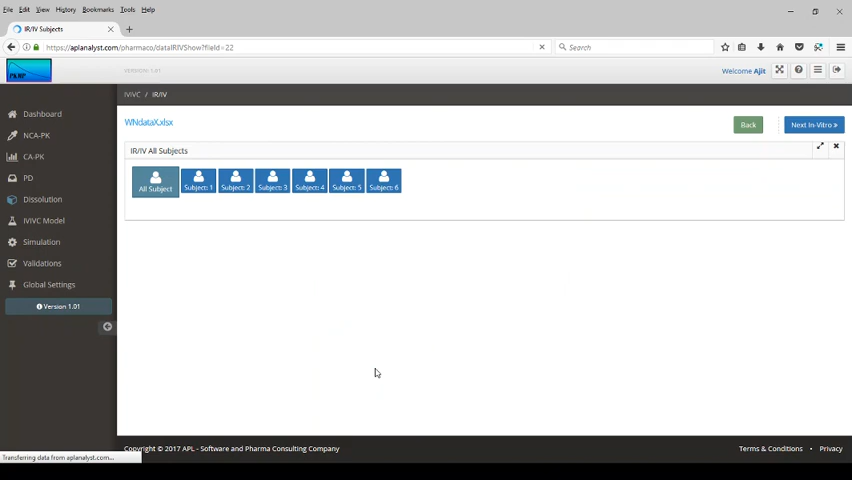 File Edit View History Bookmarks Tools Help
IR/IV Subjects
https://aplanalyst.com/pharmaco/dataIRIVShow?field=22
Search
PKNP
VERSION 1.01
Welcome Ajit
IVIVC / IR/IV
Dashboard
NCA-PK
CA-PK
PD
Dissolution
IVIVC Model
Simulation
Validations
Global Settings
Version 1.01
WNdataX.xlsx
Back
Next In-Vitro »
IR/IV All Subjects
All Subject
Subject: 1
Subject: 2
Subject: 3
Subject: 4
Subject: 5
Subject: 6
Transferring data from aplanalyst.com...
Copyright © 2017 APL - Software and Pharma Consulting Company
Terms & Conditions • Privacy